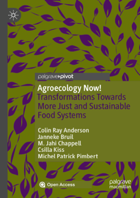 palgrave▸pivot
Agroecology Now!
Transformations Towards
More Just and Sustainable
Food Systems
Colin Ray Anderson
Janneke Bruil
M. Jahi Chappell
Csilla Kiss
Michel Patrick Pimbert
Open Access
palgrave
macmillan